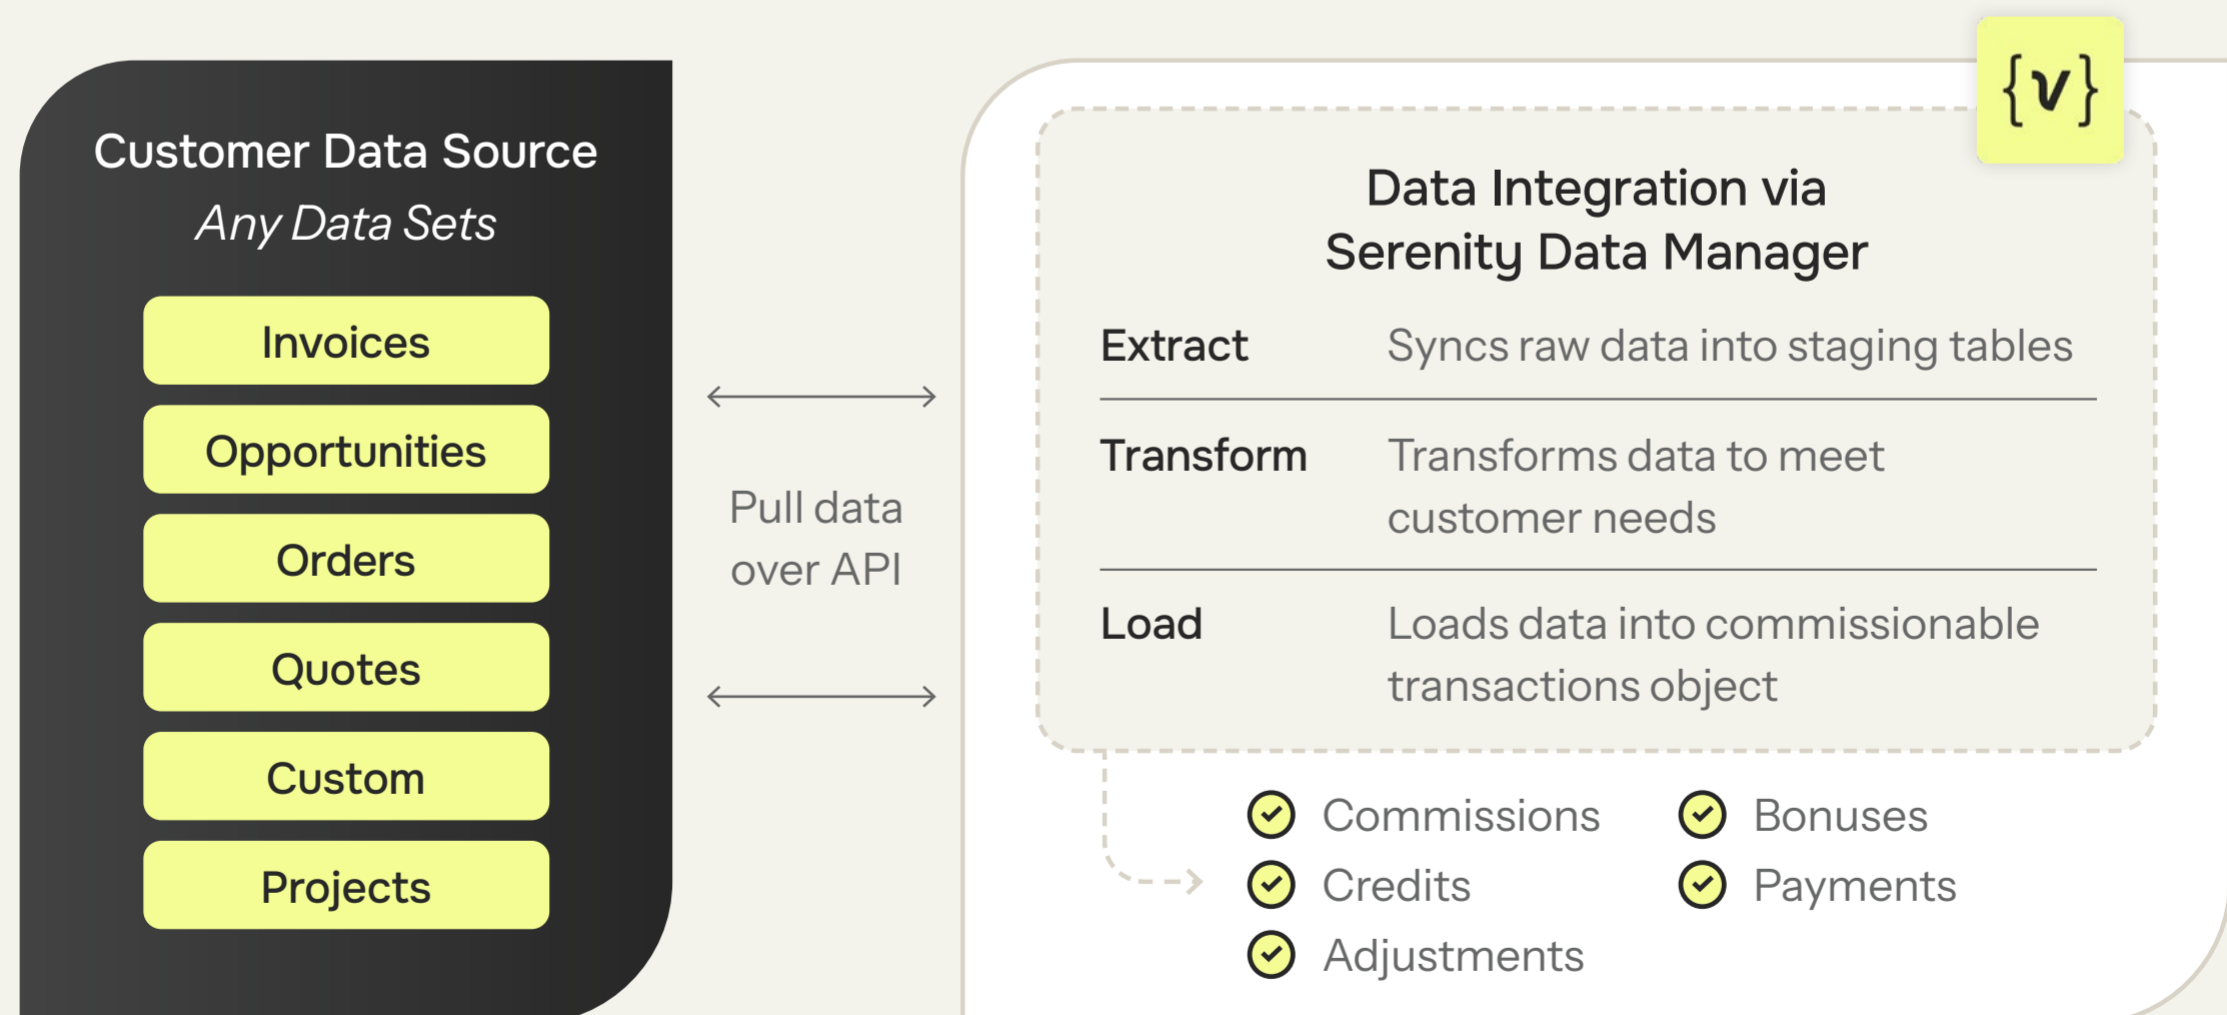 Customer Data Source
Any Data Sets
Invoices
Opportunities
Orders
Quotes
Custom
Projects
Pull data
over API
{v}
Data Integration via
Serenity Data Manager
Extract
Syncs raw data into staging tables
Transform
Transforms data to meet
customer needs
Load
Loads data into commissionable
transactions object
Commissions
Credits
Adjustments
Bonuses
Payments